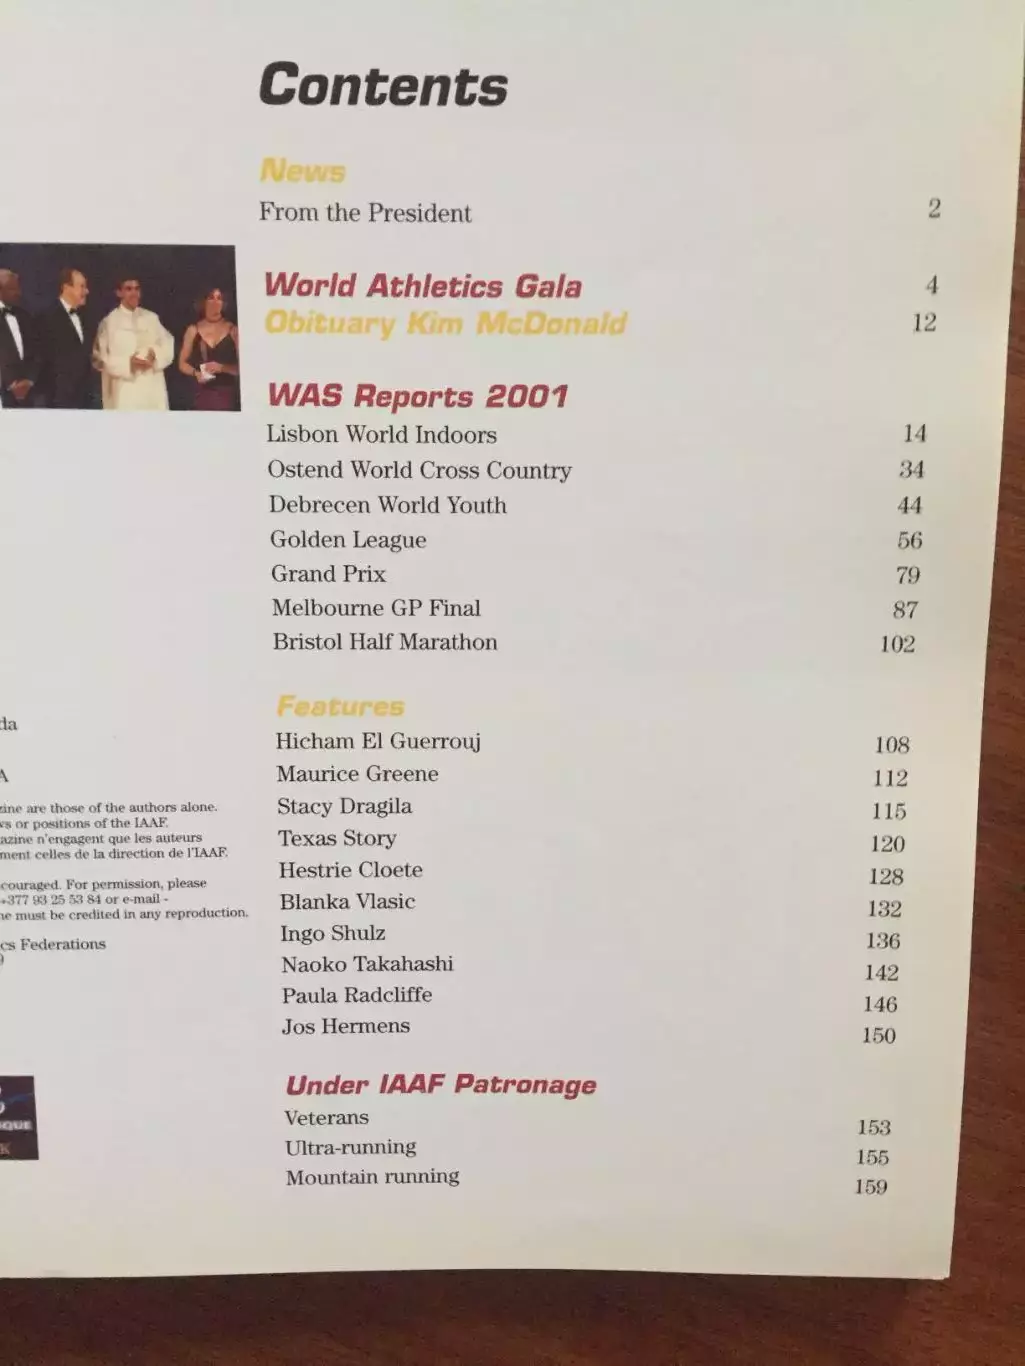 Contents
News
From the President 2
World Athletics Gala 4
Obituary Kim McDonald 12
WAS Reports 2001
Lisbon World Indoors 14
Ostend World Cross Country 34
Debrecen World Youth 44
Golden League 56
Grand Prix 79
Melbourne GP Final 87
Bristol Half Marathon 102
Features
Hicham El Guerrouj 108
Maurice Greene 112
Stacy Dragila 115
Texas Story 120
Hestrie Cloete 128
Blanka Vlasic 132
Ingo Shulz 136
Naoko Takahashi 142
Paula Radcliffe 146
Jos Hermens 150
Under IAAF Patronage
Veterans 153
Ultra-running 155
Mountain running 159
da
A
zine are those of the authors alone.
ws or positions of the IAAF.
azine n'engagent que les auteurs
ment celles de la direction de l'IAAF.
couraged. For permission, please
+377 93 25 53 84 or e-mail -
ne must be credited in any reproduction.
cs Federations
QUE
K